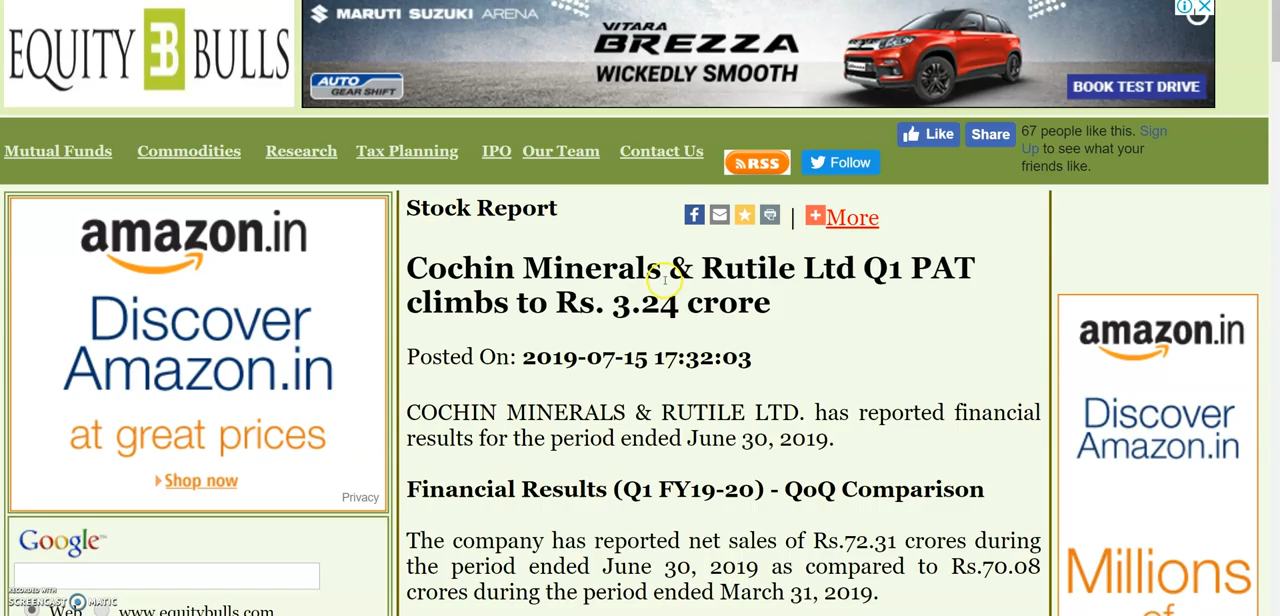 EQUITY BULLS
MARUTI SUZUKI ARENA
VITARA
BREZZA
WICKEDLY SMOOTH
AUTO
GEAR SHIFT
BOOK TEST DRIVE
Mutual Funds Commodities Research Tax Planning IPO Our Team Contact Us
RSS
Follow
Like
Share
67 people like this. Sign
Up to see what your
friends like.
amazon.in
Discover
Amazon.in
at great prices
Shop now
Privacy
Google
Web www.equitybulls.com
RECORDED WITH
SCREENCAST MATIC
Stock Report
| More
Cochin Minerals & Rutile Ltd Q1 PAT
climbs to Rs. 3.24 crore
Posted On: 2019-07-15 17:32:03
COCHIN MINERALS & RUTILE LTD. has reported financial
results for the period ended June 30, 2019.
Financial Results (Q1 FY19-20) - QoQ Comparison
The company has reported net sales of Rs.72.31 crores during
the period ended June 30, 2019 as compared to Rs.70.08
crores during the period ended March 31, 2019.
amazon.in
Discover
Amazon.in
Millions
of